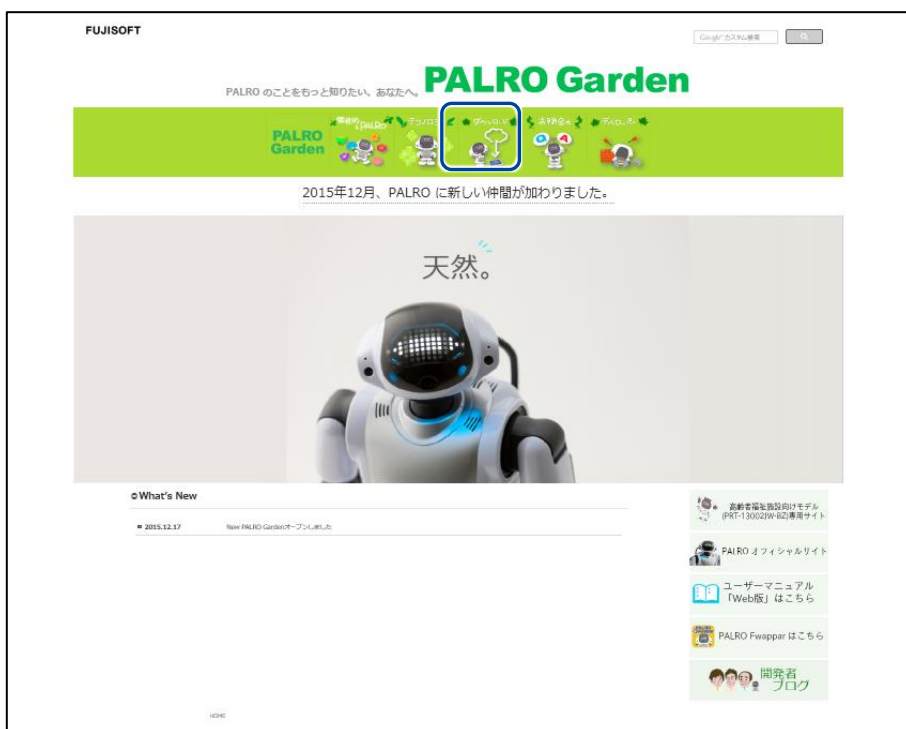 FUJISOFT
Google カスタム検索
PALRO のことをもっと知りたい、あなたへ。
PALRO Garden
PALRO
Garden
2015年12月、PALRO に新しい仲間が加わりました。
天然。
What's New
2015.12.17 New PALRO Gardenオープンしました
高齢者福祉施設向けモデル
(PRT-13002JW-BZ)専用サイト
PALRO オフィシャルサイト
ユーザーマニュアル
「Web版」はこちら
PALRO Fwappar はこちら
開発者
ブログ
HOME